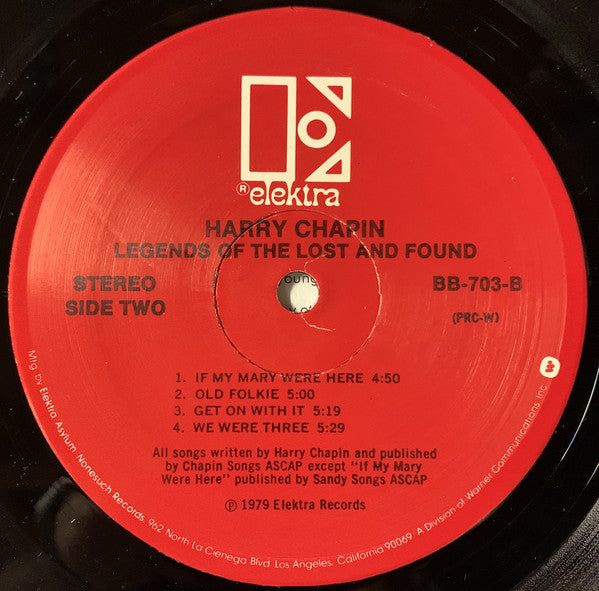 ® elektra
HARRY CHAPIN
LEGENDS OF THE LOST AND FOUND
STEREO
SIDE TWO
BB-703-B
(PRC-W)
1. IF MY MARY WERE HERE 4:50
2. OLD FOLKIE 5:00
3. GET ON WITH IT 5:19
4. WE WERE THREE 5:29
All songs written by Harry Chapin and published
by Chapin Songs ASCAP except "If My Mary
Were Here" published by Sandy Songs ASCAP
℗ 1979 Elektra Records
Mfg. by Elektra Asylum Nonesuch Records. 962 North La Cienega Blvd. Los Angeles, California 90069. A Division of Warner Communications Inc.